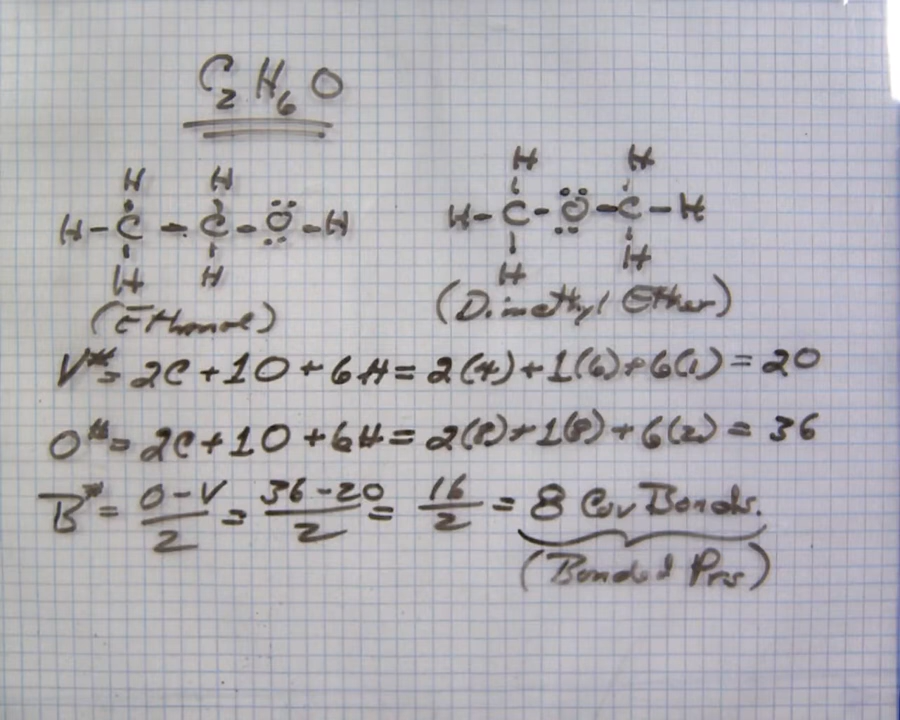 C₂H₆O
H H H H
H-C-C-Ö-H H-C-Ö-C-H
H H H H
(Ethanol) (Dimethyl Ether)
V# = 2C + 1O + 6H = 2(4) + 1(6) + 6(1) = 20
O# = 2C + 1O + 6H = 2(8) + 1(8) + 6(2) = 36
B# = O-V/2 = 36-20/2 = 16/2 = 8 Cov Bonds.
(Bonded Prs)